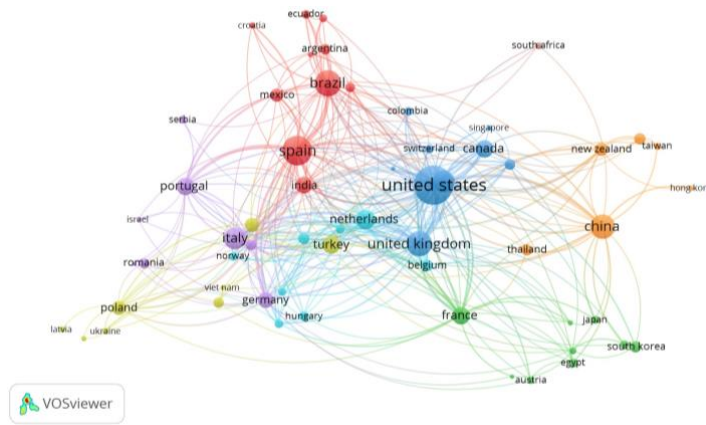 ecuador
croatia
argentina
south africa
brazil
mexico
colombia
serbia
singapore
switzerland
canada
new zealand
taiwan
spain
portugal
india
united states
hong kon
israel
netherlands
china
italy
turkey
united kingdom
norway
thailand
romania
belgium
viet nam
poland
germany
hungary
france
japan
latvia
ukraine
south korea
egypt
austria
VOSviewer